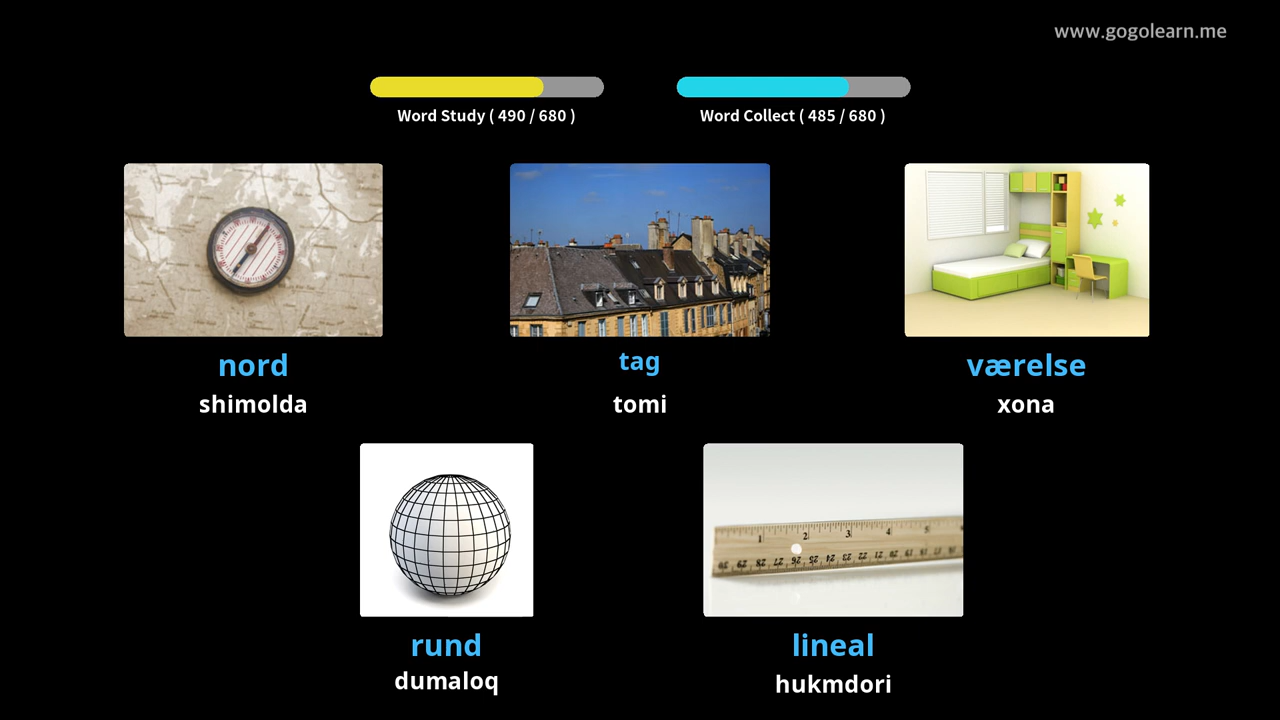 www.gogolearn.me
Word Study ( 490 / 680 )
Word Collect ( 485 / 680 )
nord
shimolda
tag
tomi
værelse
xona
rund
dumaloq
lineal
hukmdori